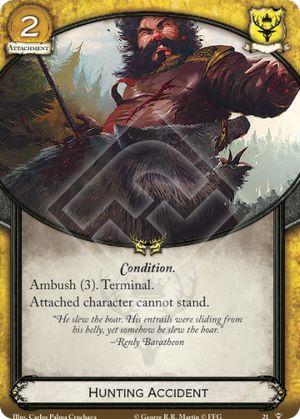 2
ATTACHMENT
Condition.
Ambush (3). Terminal.
Attached character cannot stand.
"He slew the boar. His entrails were sliding from
his belly, yet somehow he slew the boar."
–Renly Baratheon
HUNTING ACCIDENT
Illus. Carlos Palma Cruchaga
© George R.R. Martin © FFG
21